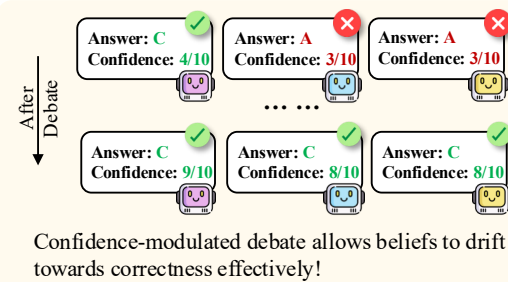 Answer: C
Confidence: 4/10
Answer: A
Confidence: 3/10
Answer: A
Confidence: 3/10
... ...
After
Debate
Answer: C
Confidence: 9/10
Answer: C
Confidence: 8/10
Answer: C
Confidence: 8/10
Confidence-modulated debate allows beliefs to drift
towards correctness effectively!